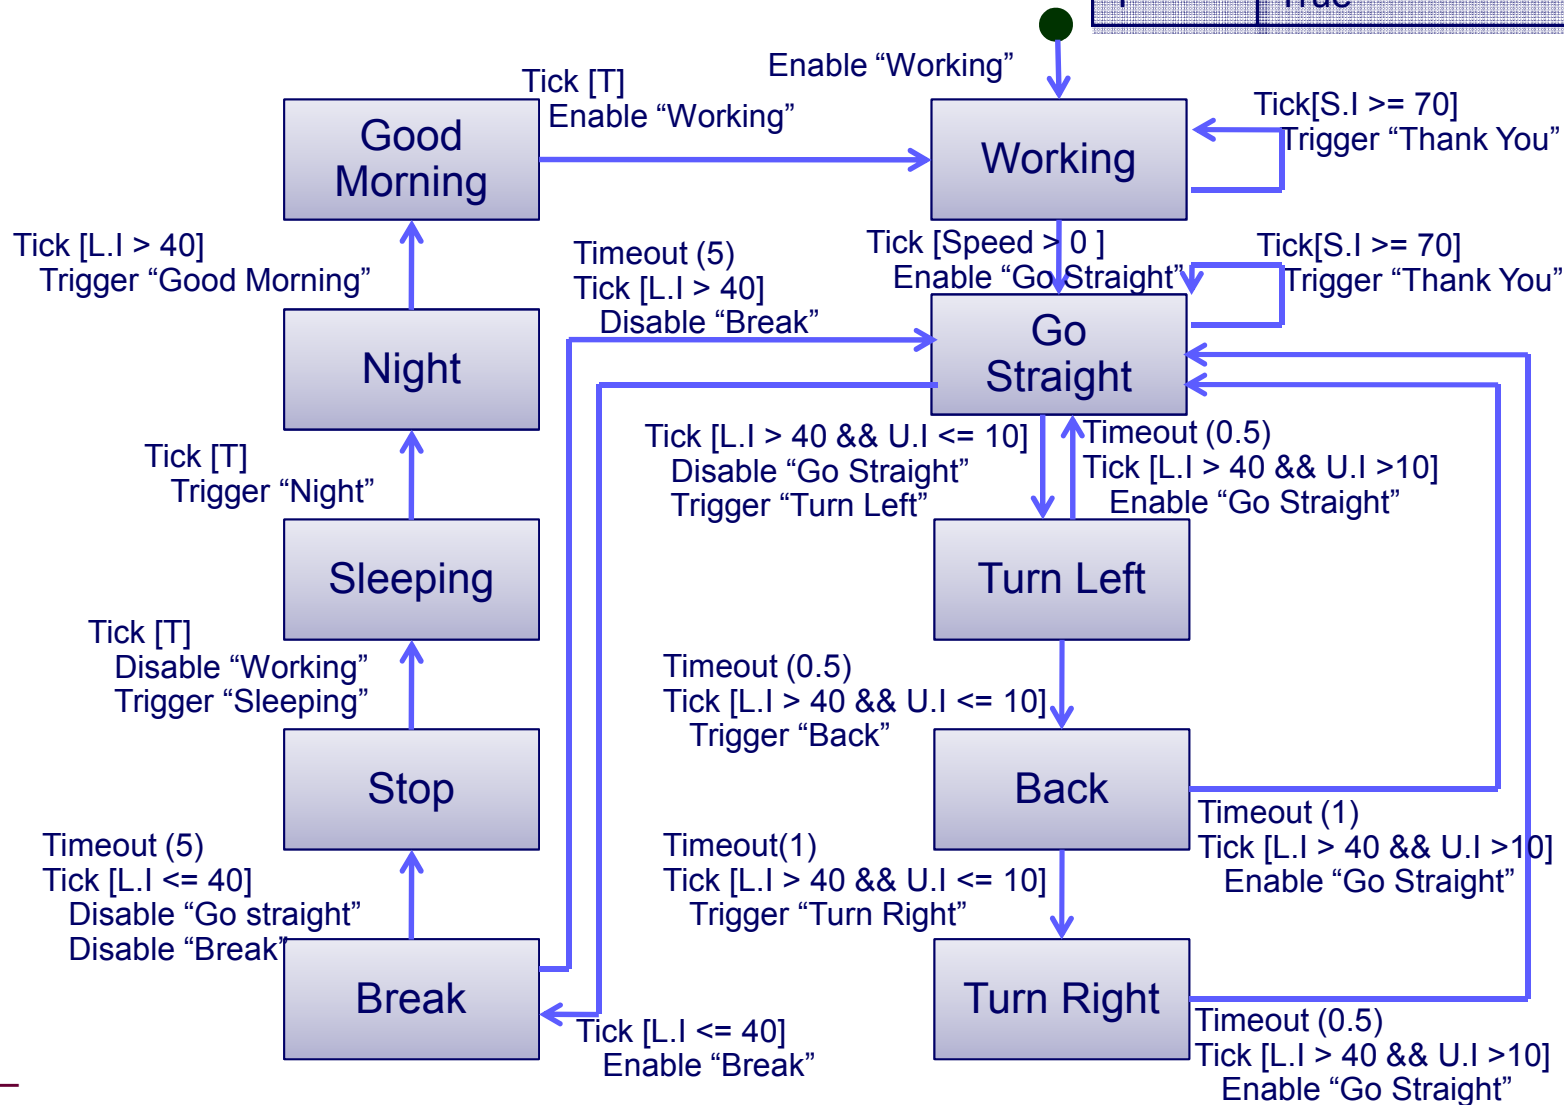 T True
Enable “Working”
Tick [T]
Enable “Working”
Good
Morning
Working
Tick[S.I >= 70]
Trigger “Thank You”
Tick [L.I > 40]
Trigger “Good Morning”
Timeout (5)
Tick [L.I > 40]
Disable “Break”
Tick [Speed > 0 ]
Enable “Go Straight”
Tick[S.I >= 70]
Trigger “Thank You”
Night
Go
Straight
Tick [T]
Trigger “Night”
Tick [L.I > 40 && U.I <= 10]
Disable “Go Straight”
Trigger “Turn Left”
Timeout (0.5)
Tick [L.I > 40 && U.I >10]
Enable “Go Straight”
Sleeping
Turn Left
Tick [T]
Disable “Working”
Trigger “Sleeping”
Timeout (0.5)
Tick [L.I > 40 && U.I <= 10]
Trigger “Back”
Stop
Back
Timeout (5)
Tick [L.I <= 40]
Disable “Go straight”
Disable “Break”
Timeout(1)
Tick [L.I > 40 && U.I <= 10]
Trigger “Turn Right”
Timeout (1)
Tick [L.I > 40 && U.I >10]
Enable “Go Straight”
Break
Turn Right
Tick [L.I <= 40]
Enable “Break”
Timeout (0.5)
Tick [L.I > 40 && U.I >10]
Enable “Go Straight”